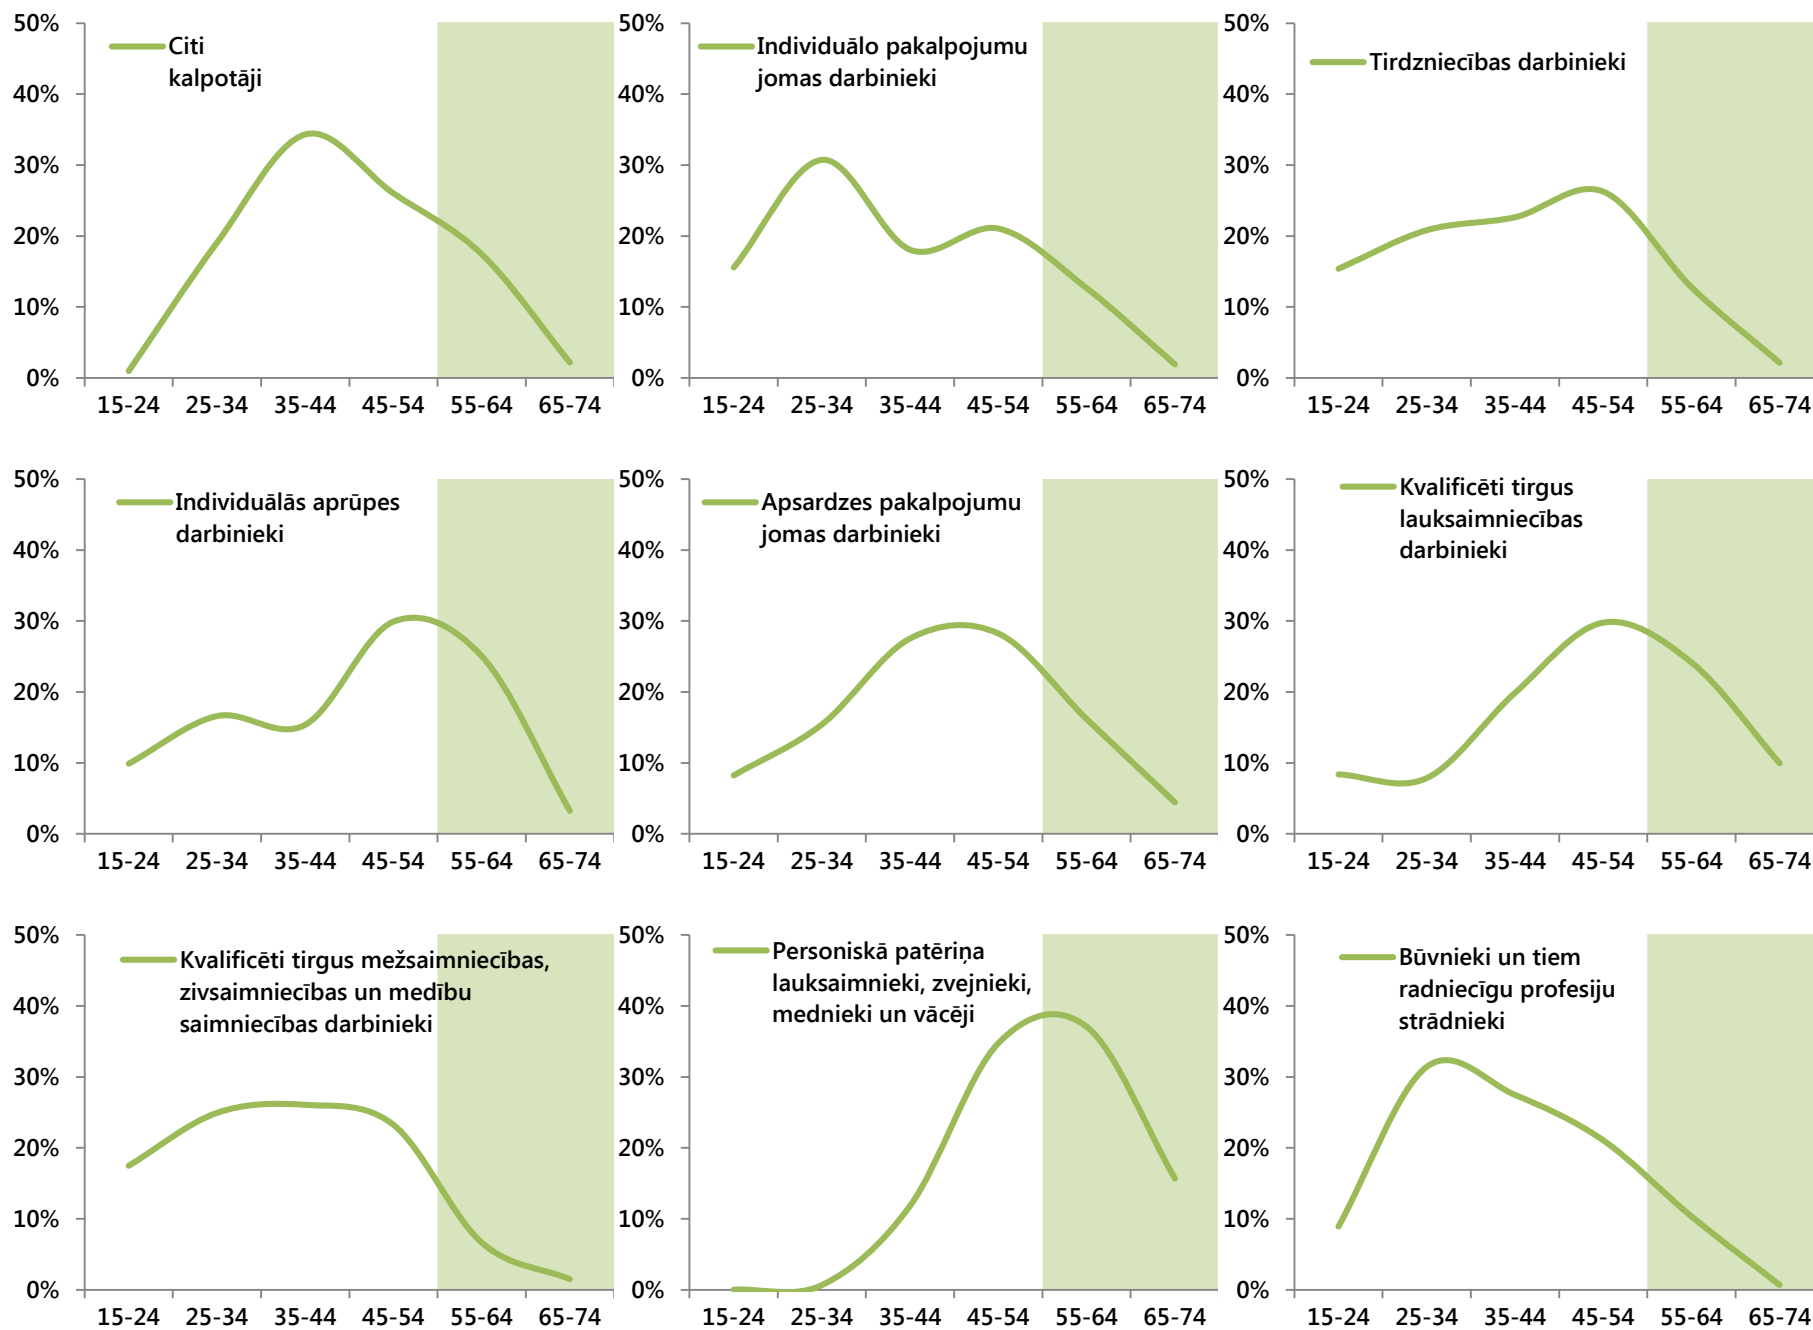 50%
40%
30%
20%
10%
0%
Citi
kalpotāji
15-24 25-34 35-44 45-54 55-64 65-74
50%
40%
30%
20%
10%
0%
Individuālo pakalpojumu
jomas darbinieki
15-24 25-34 35-44 45-54 55-64 65-74
50%
40%
30%
20%
10%
0%
Tirdzniecības darbinieki
15-24 25-34 35-44 45-54 55-64 65-74
50%
40%
30%
20%
10%
0%
Individuālās aprūpes
darbinieki
15-24 25-34 35-44 45-54 55-64 65-74
50%
40%
30%
20%
10%
0%
Apsardzes pakalpojumu
jomas darbinieki
15-24 25-34 35-44 45-54 55-64 65-74
50%
40%
30%
20%
10%
0%
Kvalificēti tirgus
lauksaimniecības
darbinieki
15-24 25-34 35-44 45-54 55-64 65-74
50%
40%
30%
20%
10%
0%
Kvalificēti tirgus mežsaimniecības,
zivsaimniecības un medību
saimniecības darbinieki
15-24 25-34 35-44 45-54 55-64 65-74
50%
40%
30%
20%
10%
0%
Personiskā patēriņa
lauksaimnieki, zvejnieki,
mednieki un vācēji
15-24 25-34 35-44 45-54 55-64 65-74
50%
40%
30%
20%
10%
0%
Būvnieki un tiem
radniecīgu profesiju
strādnieki
15-24 25-34 35-44 45-54 55-64 65-74